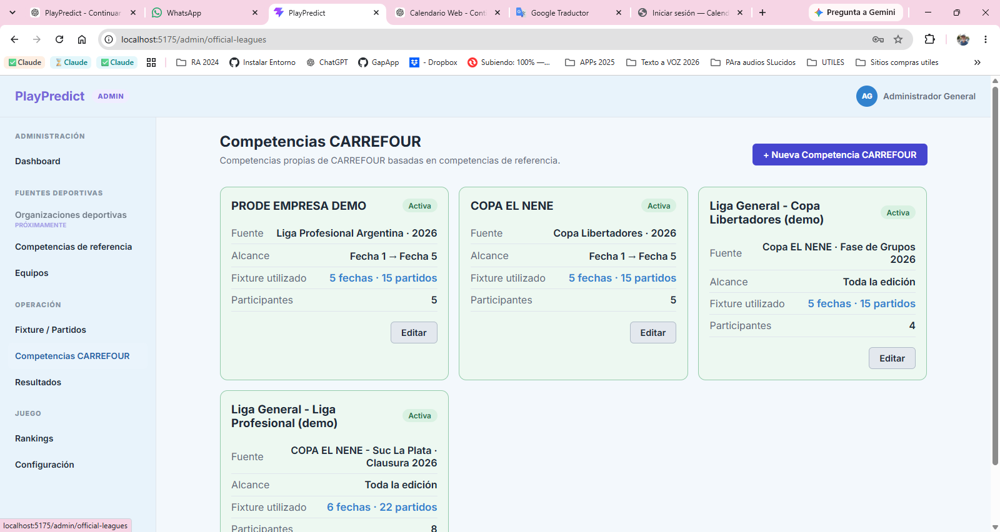 PlayPredict - Continuar
WhatsApp
PlayPredict
Calendario Web - Conti
Google Traductor
Iniciar sesión — Calend
Pregunta a Gemini
localhost:5175/admin/official-leagues
Claude
Claude
Claude
RA 2024
Instalar Entorno
ChatGPT
GapApp
- Dropbox
Subiendo: 100% —...
APPs 2025
Texto a VOZ 2026
PAra audios SLucidos
UTILES
Sitios compras utiles
PlayPredict ADMIN
AG Administrador General
ADMINISTRACIÓN
Dashboard
FUENTES DEPORTIVAS
Organizaciones deportivas
PRÓXIMAMENTE
Competencias de referencia
Equipos
OPERACIÓN
Fixture / Partidos
Competencias CARREFOUR
Resultados
JUEGO
Rankings
Configuración
Competencias CARREFOUR
Competencias propias de CARREFOUR basadas en competencias de referencia.
+ Nueva Competencia CARREFOUR
PRODE EMPRESA DEMO Activa
Fuente Liga Profesional Argentina · 2026
Alcance Fecha 1 → Fecha 5
Fixture utilizado 5 fechas · 15 partidos
Participantes 5
Editar
COPA EL NENE Activa
Fuente Copa Libertadores · 2026
Alcance Fecha 1 → Fecha 5
Fixture utilizado 5 fechas · 15 partidos
Participantes 5
Editar
Liga General - Copa
Libertadores (demo) Activa
Fuente Copa EL NENE · Fase de Grupos
2026
Alcance Toda la edición
Fixture utilizado 5 fechas · 15 partidos
Participantes 4
Editar
Liga General - Liga
Profesional (demo) Activa
Fuente COPA EL NENE - Suc La Plata ·
Clausura 2026
Alcance Toda la edición
Fixture utilizado 6 fechas · 22 partidos
Participantes 8
localhost:5175/admin/official-leagues